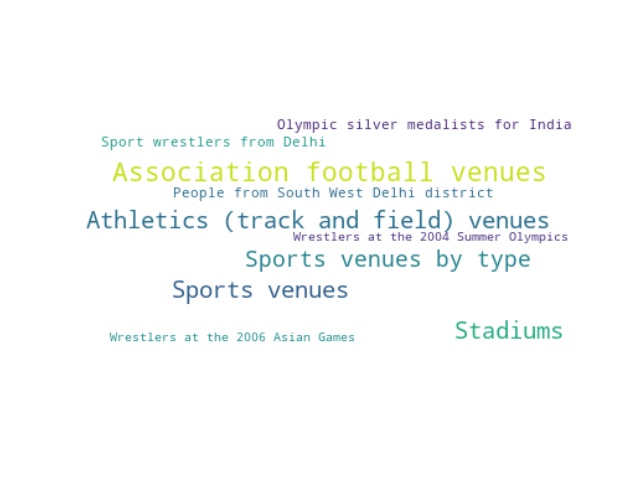 Olympic silver medalists for India
Sport wrestlers from Delhi
Association football venues
People from South West Delhi district
Athletics (track and field) venues
Wrestlers at the 2004 Summer Olympics
Sports venues by type
Sports venues
Stadiums
Wrestlers at the 2006 Asian Games